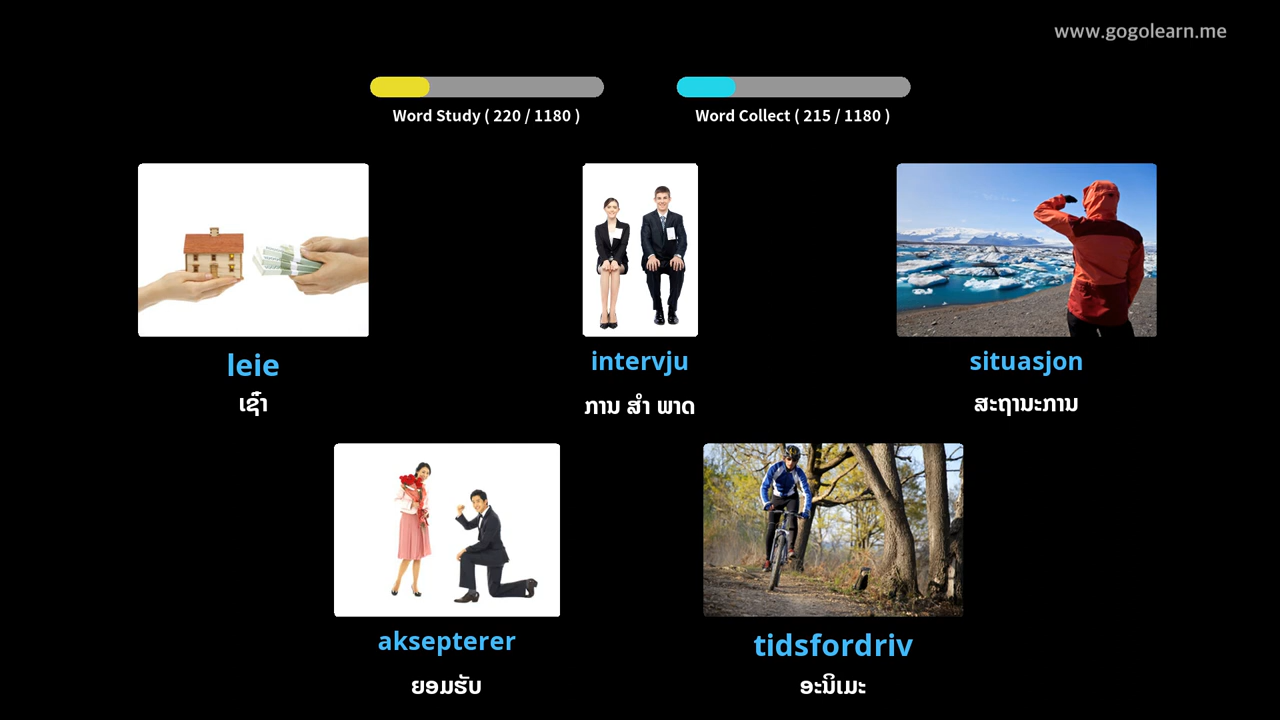 www.gogolearn.me
Word Study ( 220 / 1180 )
Word Collect ( 215 / 1180 )
leie
ເຊົ່າ
intervju
ການ ສຳ ພາດ
situasjon
ສະຖານະການ
aksepterer
ຍອມຮັບ
tidsfordriv
ອະນິເມະ